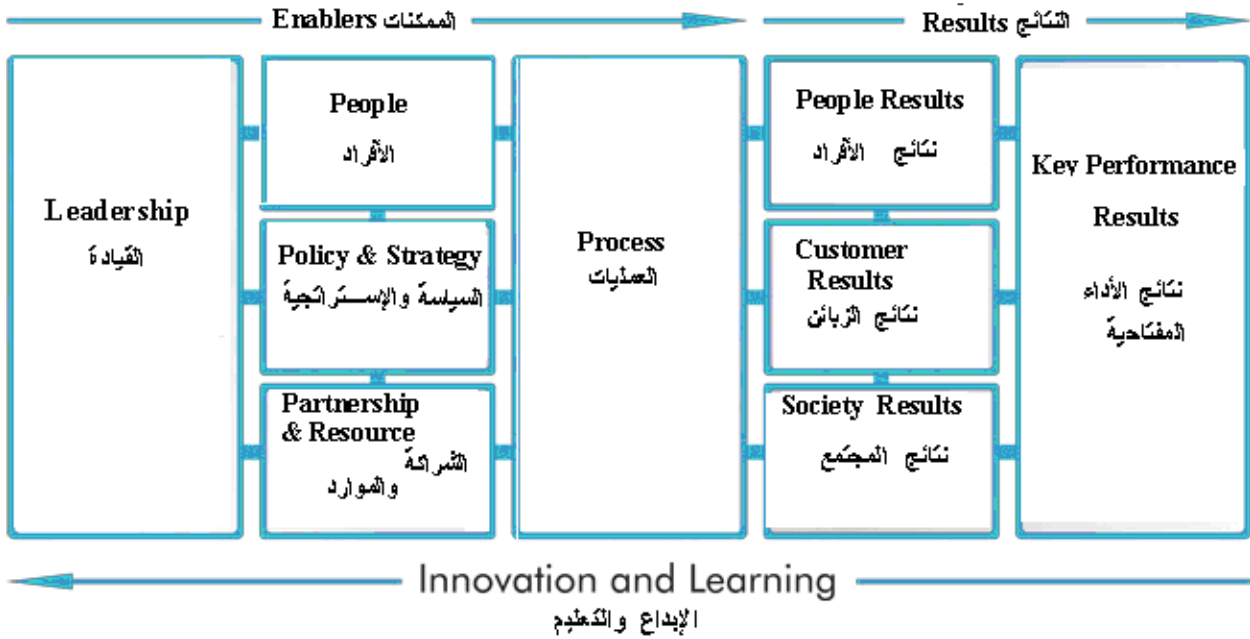 Enablers الممكنات
Results النتائج
Leadership
القيادة
People
الأفراد
Policy & Strategy
السياسة والإستراتجية
Partnership
& Resource
الشراكة
والموارد
Process
العمليات
People Results
نتائج الأفراد
Customer
Results
نتائج الزبائن
Society Results
نتائج المجتمع
Key Performance
Results
نتائج الأداء
المفتاحية
Innovation and Learning
الإبداع والتعليم